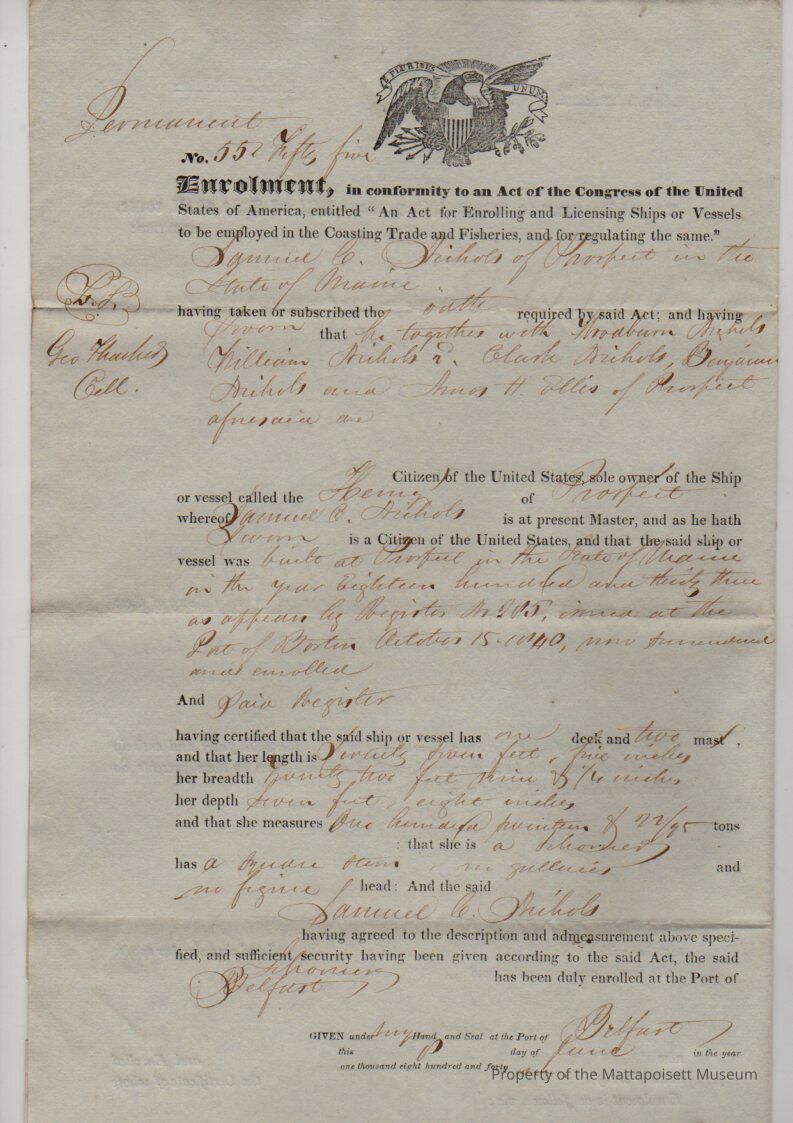 E PLURIBUS UNUM
Permanent
No. 55 Fifty five
Enrolment, in conformity to an Act of the Congress of the United
States of America, entitled “An Act for Enrolling and Licensing Ships or Vessels
to be employed in the Coasting Trade and Fisheries, and for regulating the same.”
Samuel C. Nichols of Prospect in the
State of Maine
having taken or subscribed the oath required by said Act; and having
Sworn that he together with Woodburn Nichols
William Nichols 2d. Clark Nichols, Benjamin
Nichols and Amos H. Ellis of Prospect
aforesaid are
L.S.
Geo Thacher
Coll.
Citizen of the United States, sole owner of the Ship
or vessel called the Henry of Prospect
whereof Samuel C. Nichols is at present Master, and as he hath
Sworn is a Citizen of the United States, and that the said ship or
vessel was built at Prospect in the State of Maine
in the year Eighteen hundred and thirty three
as appears by Register No 205, issued at the
Port of Boston October 15. 1840, now surrendered
and enrolled
And Said Register
having certified that the said ship or vessel has one deck and two mast,
and that her length is Seventy seven feet, five inches
her breadth Twenty two feet nine & ½ inches
her depth seven feet, eight inches
and that she measures One hundred seventeen & 22/95 tons
: that she is a schooner
has a square stern no galleries and
no figure head: And the said
Samuel C. Nichols
having agreed to the description and admeasurement above speci-
fied, and sufficient security having been given according to the said Act, the said
Schooner has been duly enrolled at the Port of
Belfast
GIVEN under my Hand and Seal at the Port of Belfast
this day of June in the year
one thousand eight hundred and forty
Property of the Mattapoisett Museum